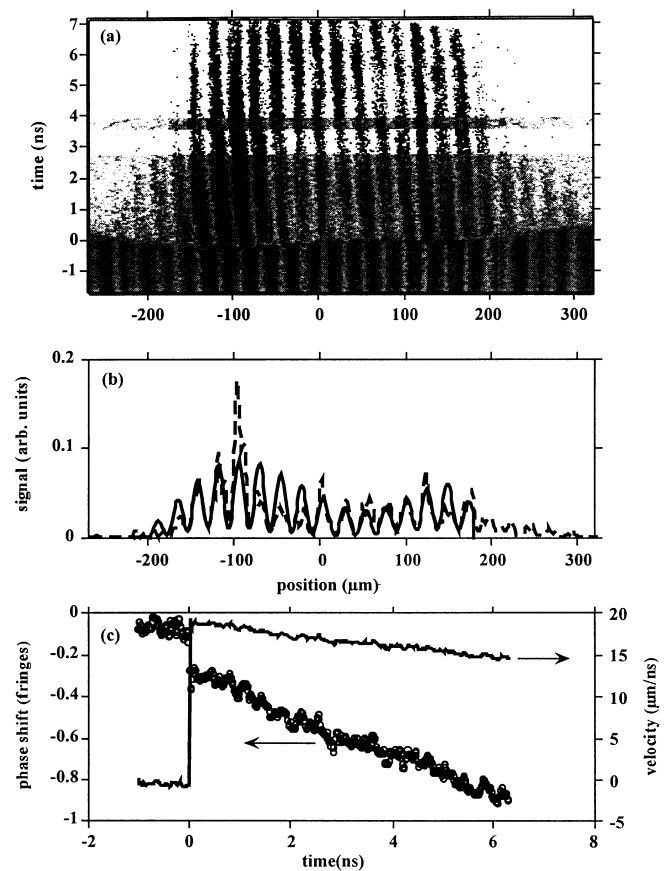 (a)
time (ns)
7
6
5
4
3
2
1
0
-1
-200 -100 0 100 200 300
(b)
signal (arb. units)
0.2
0.1
0
-200 -100 0 100 200 300
position (µm)
(c)
phase shift (fringes)
0
-0.2
-0.4
-0.6
-0.8
-1
20
15
10
5
0
-5
velocity (µm/ns)
-2 0 2 4 6 8
time(ns)